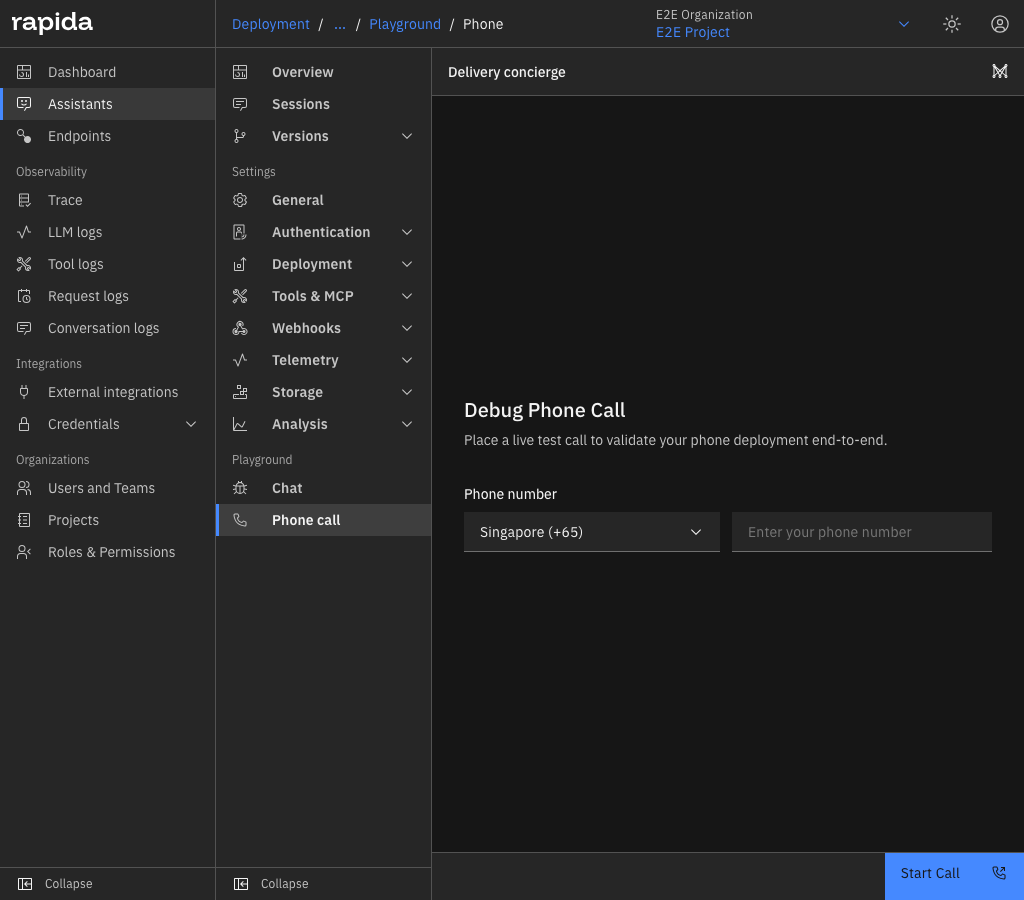 rapida
Deployment / ... / Playground / Phone
E2E Organization
E2E Project
Dashboard
Assistants
Endpoints
Observability
Trace
LLM logs
Tool logs
Request logs
Conversation logs
Integrations
External integrations
Credentials
Organizations
Users and Teams
Projects
Roles & Permissions
Collapse
Overview
Sessions
Versions
Settings
General
Authentication
Deployment
Tools & MCP
Webhooks
Telemetry
Storage
Analysis
Playground
Chat
Phone call
Collapse
Delivery concierge
Debug Phone Call
Place a live test call to validate your phone deployment end-to-end.
Phone number
Singapore (+65)
Enter your phone number
Start Call